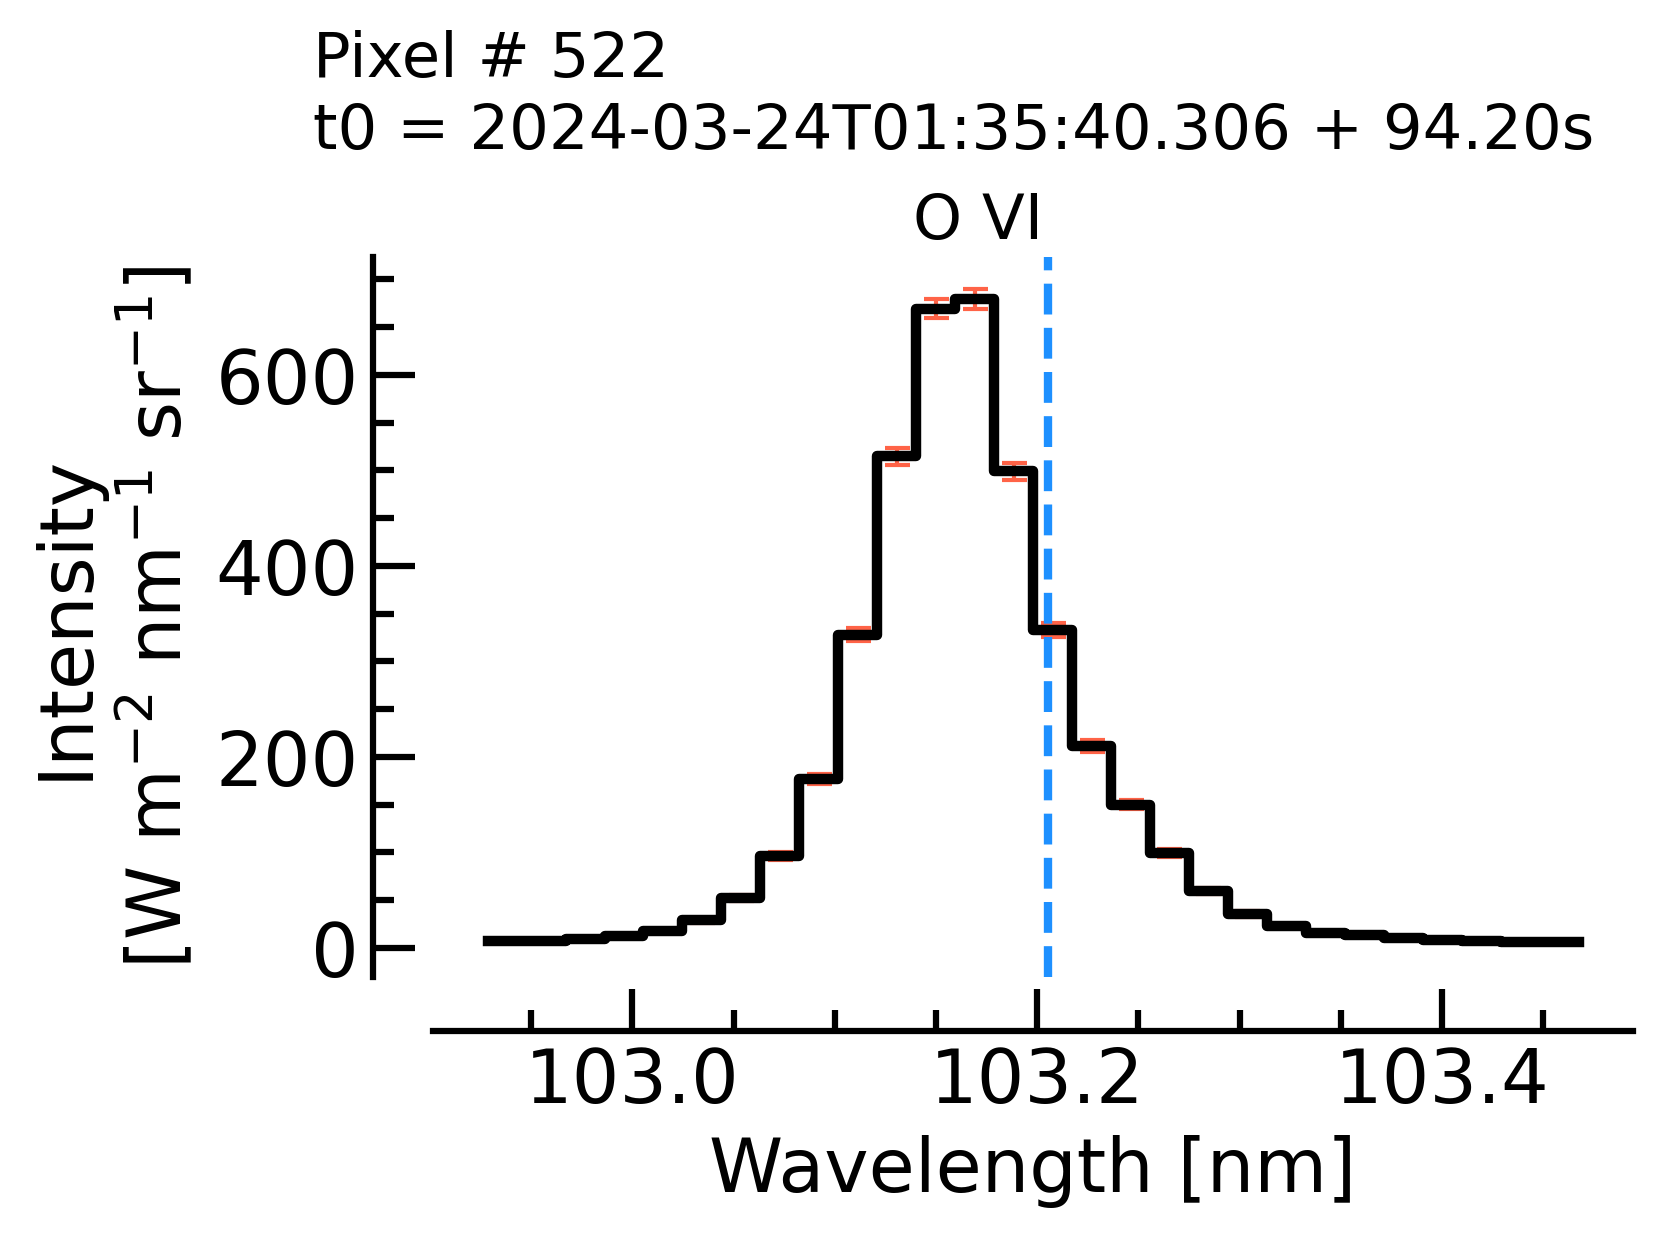 Pixel # 522
t0 = 2024-03-24T01:35:40.306 + 94.20s
O VI
Intensity
[W m⁻² nm⁻¹ sr⁻¹]
600
400
200
0
103.0 103.2 103.4
Wavelength [nm]